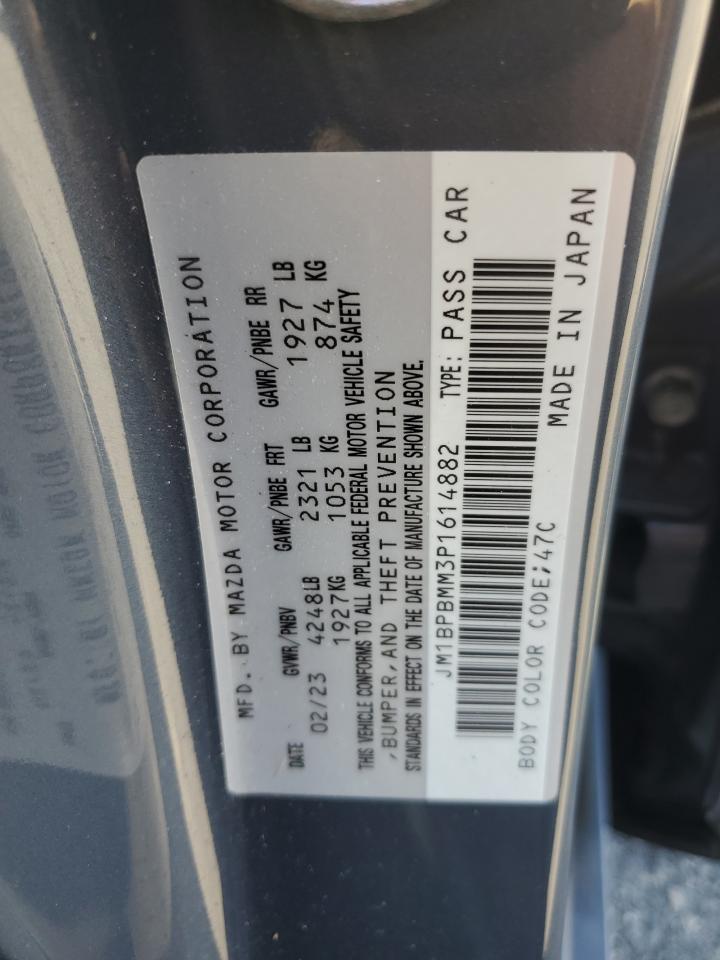 MFD. BY MAZDA MOTOR CORPORATION
DATE GVWR/PNBV GAWR/PNBE FRT GAWR/PNBE RR
02/23 4248LB 2321 LB 1927 LB
1927KG 1053 KG 874 KG
THIS VEHICLE CONFORMS TO ALL APPLICABLE FEDERAL MOTOR VEHICLE SAFETY
,BUMPER,AND THEFT PREVENTION
STANDARDS IN EFFECT ON THE DATE OF MANUFACTURE SHOWN ABOVE.
JM1BPBMM3P1614882 TYPE: PASS CAR
BODY COLOR CODE;47C MADE IN JAPAN